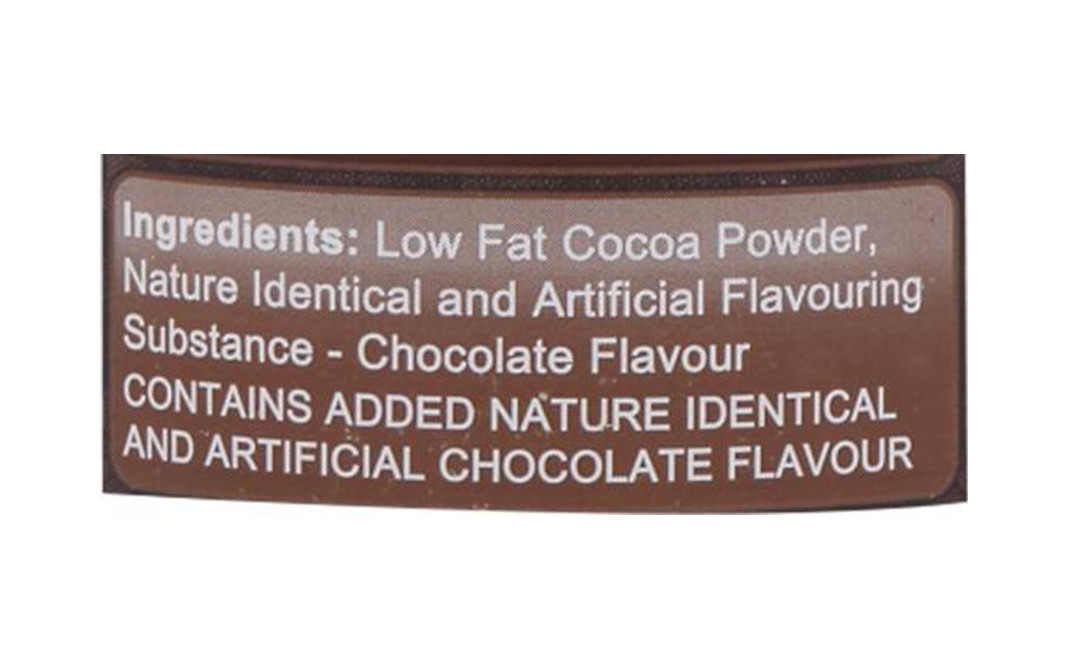 Ingredients: Low Fat Cocoa Powder,
Nature Identical and Artificial Flavouring
Substance - Chocolate Flavour
CONTAINS ADDED NATURE IDENTICAL
AND ARTIFICIAL CHOCOLATE FLAVOUR